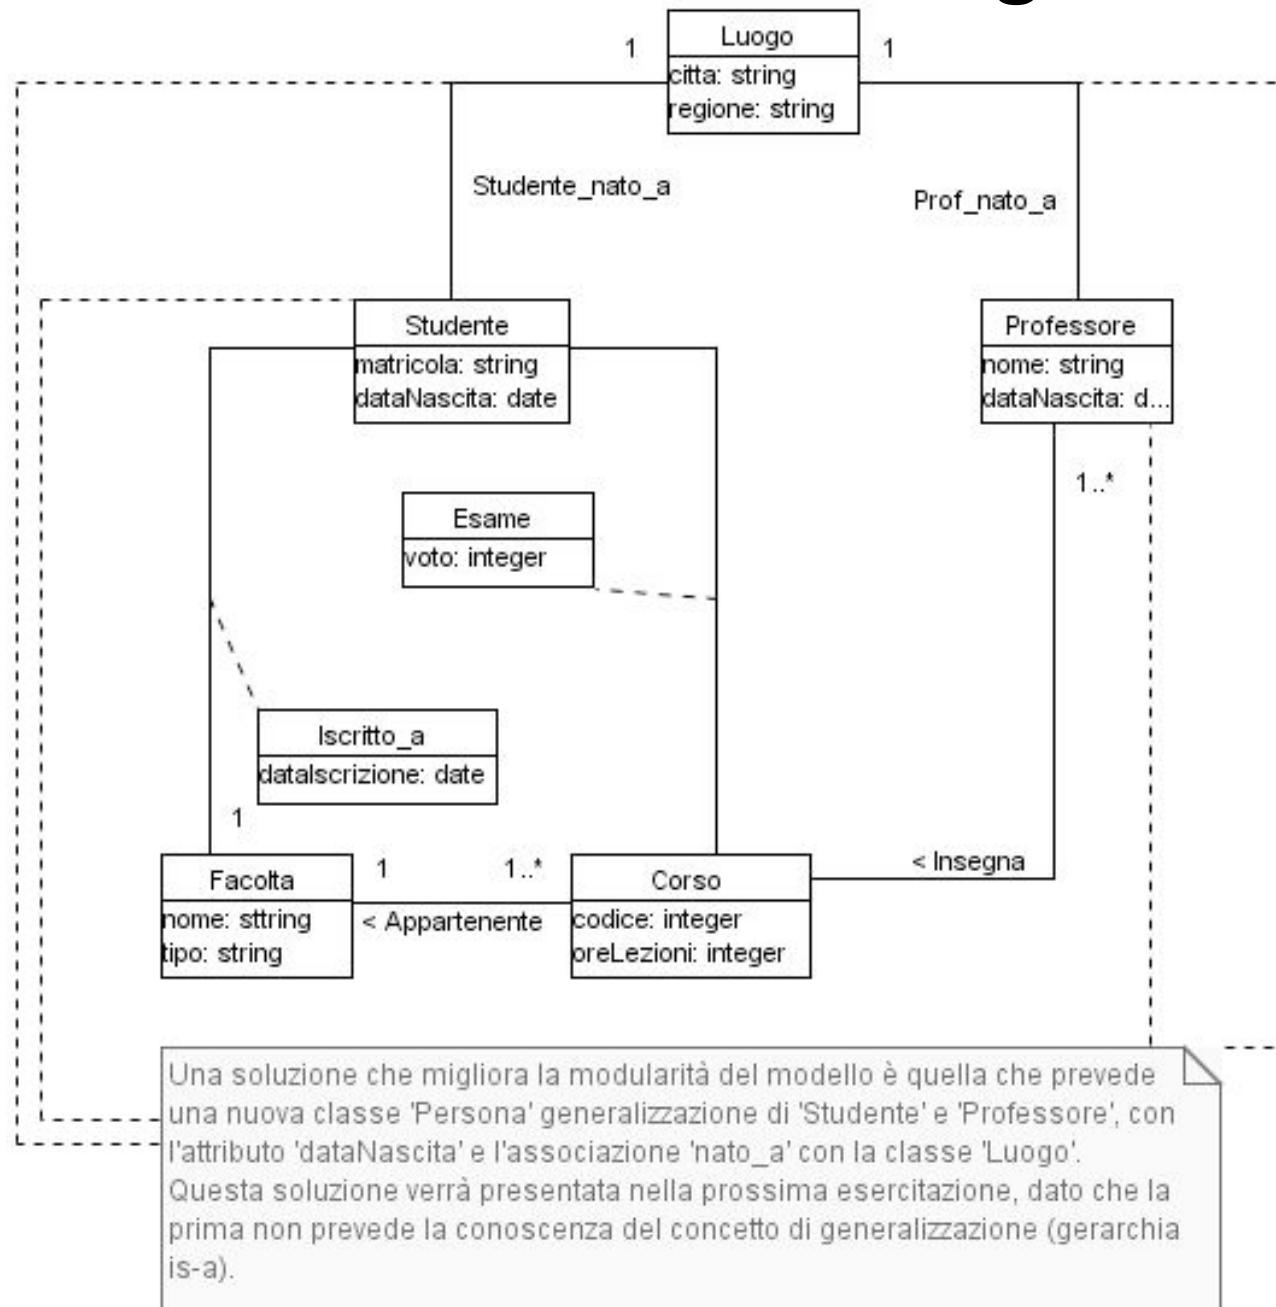 g
1
Luogo
1
citta: string
regione: string
Studente_nato_a
Prof_nato_a
Studente
matricola: string
dataNascita: date
Professore
nome: string
dataNascita: d...
1..*
Esame
voto: integer
Iscritto_a
dataIscrizione: date
1
Facolta
nome: sttring
tipo: string
1
1..*
< Appartenente
Corso
codice: integer
oreLezioni: integer
< Insegna
Una soluzione che migliora la modularità del modello è quella che prevede
una nuova classe 'Persona' generalizzazione di 'Studente' e 'Professore', con
l'attributo 'dataNascita' e l'associazione 'nato_a' con la classe 'Luogo'.
Questa soluzione verrà presentata nella prossima esercitazione, dato che la
prima non prevede la conoscenza del concetto di generalizzazione (gerarchia
is-a).